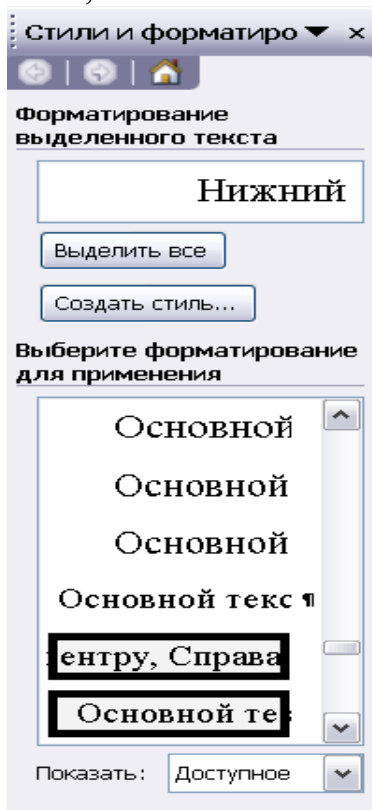 Стили и форматиро
Форматирование
выделенного текста
Нижний
Выделить все
Создать стиль...
Выберите форматирование
для применения
Основной
Основной
Основной
Основной текс ¶
ентру, Справа
Основной те
Показать: Доступное